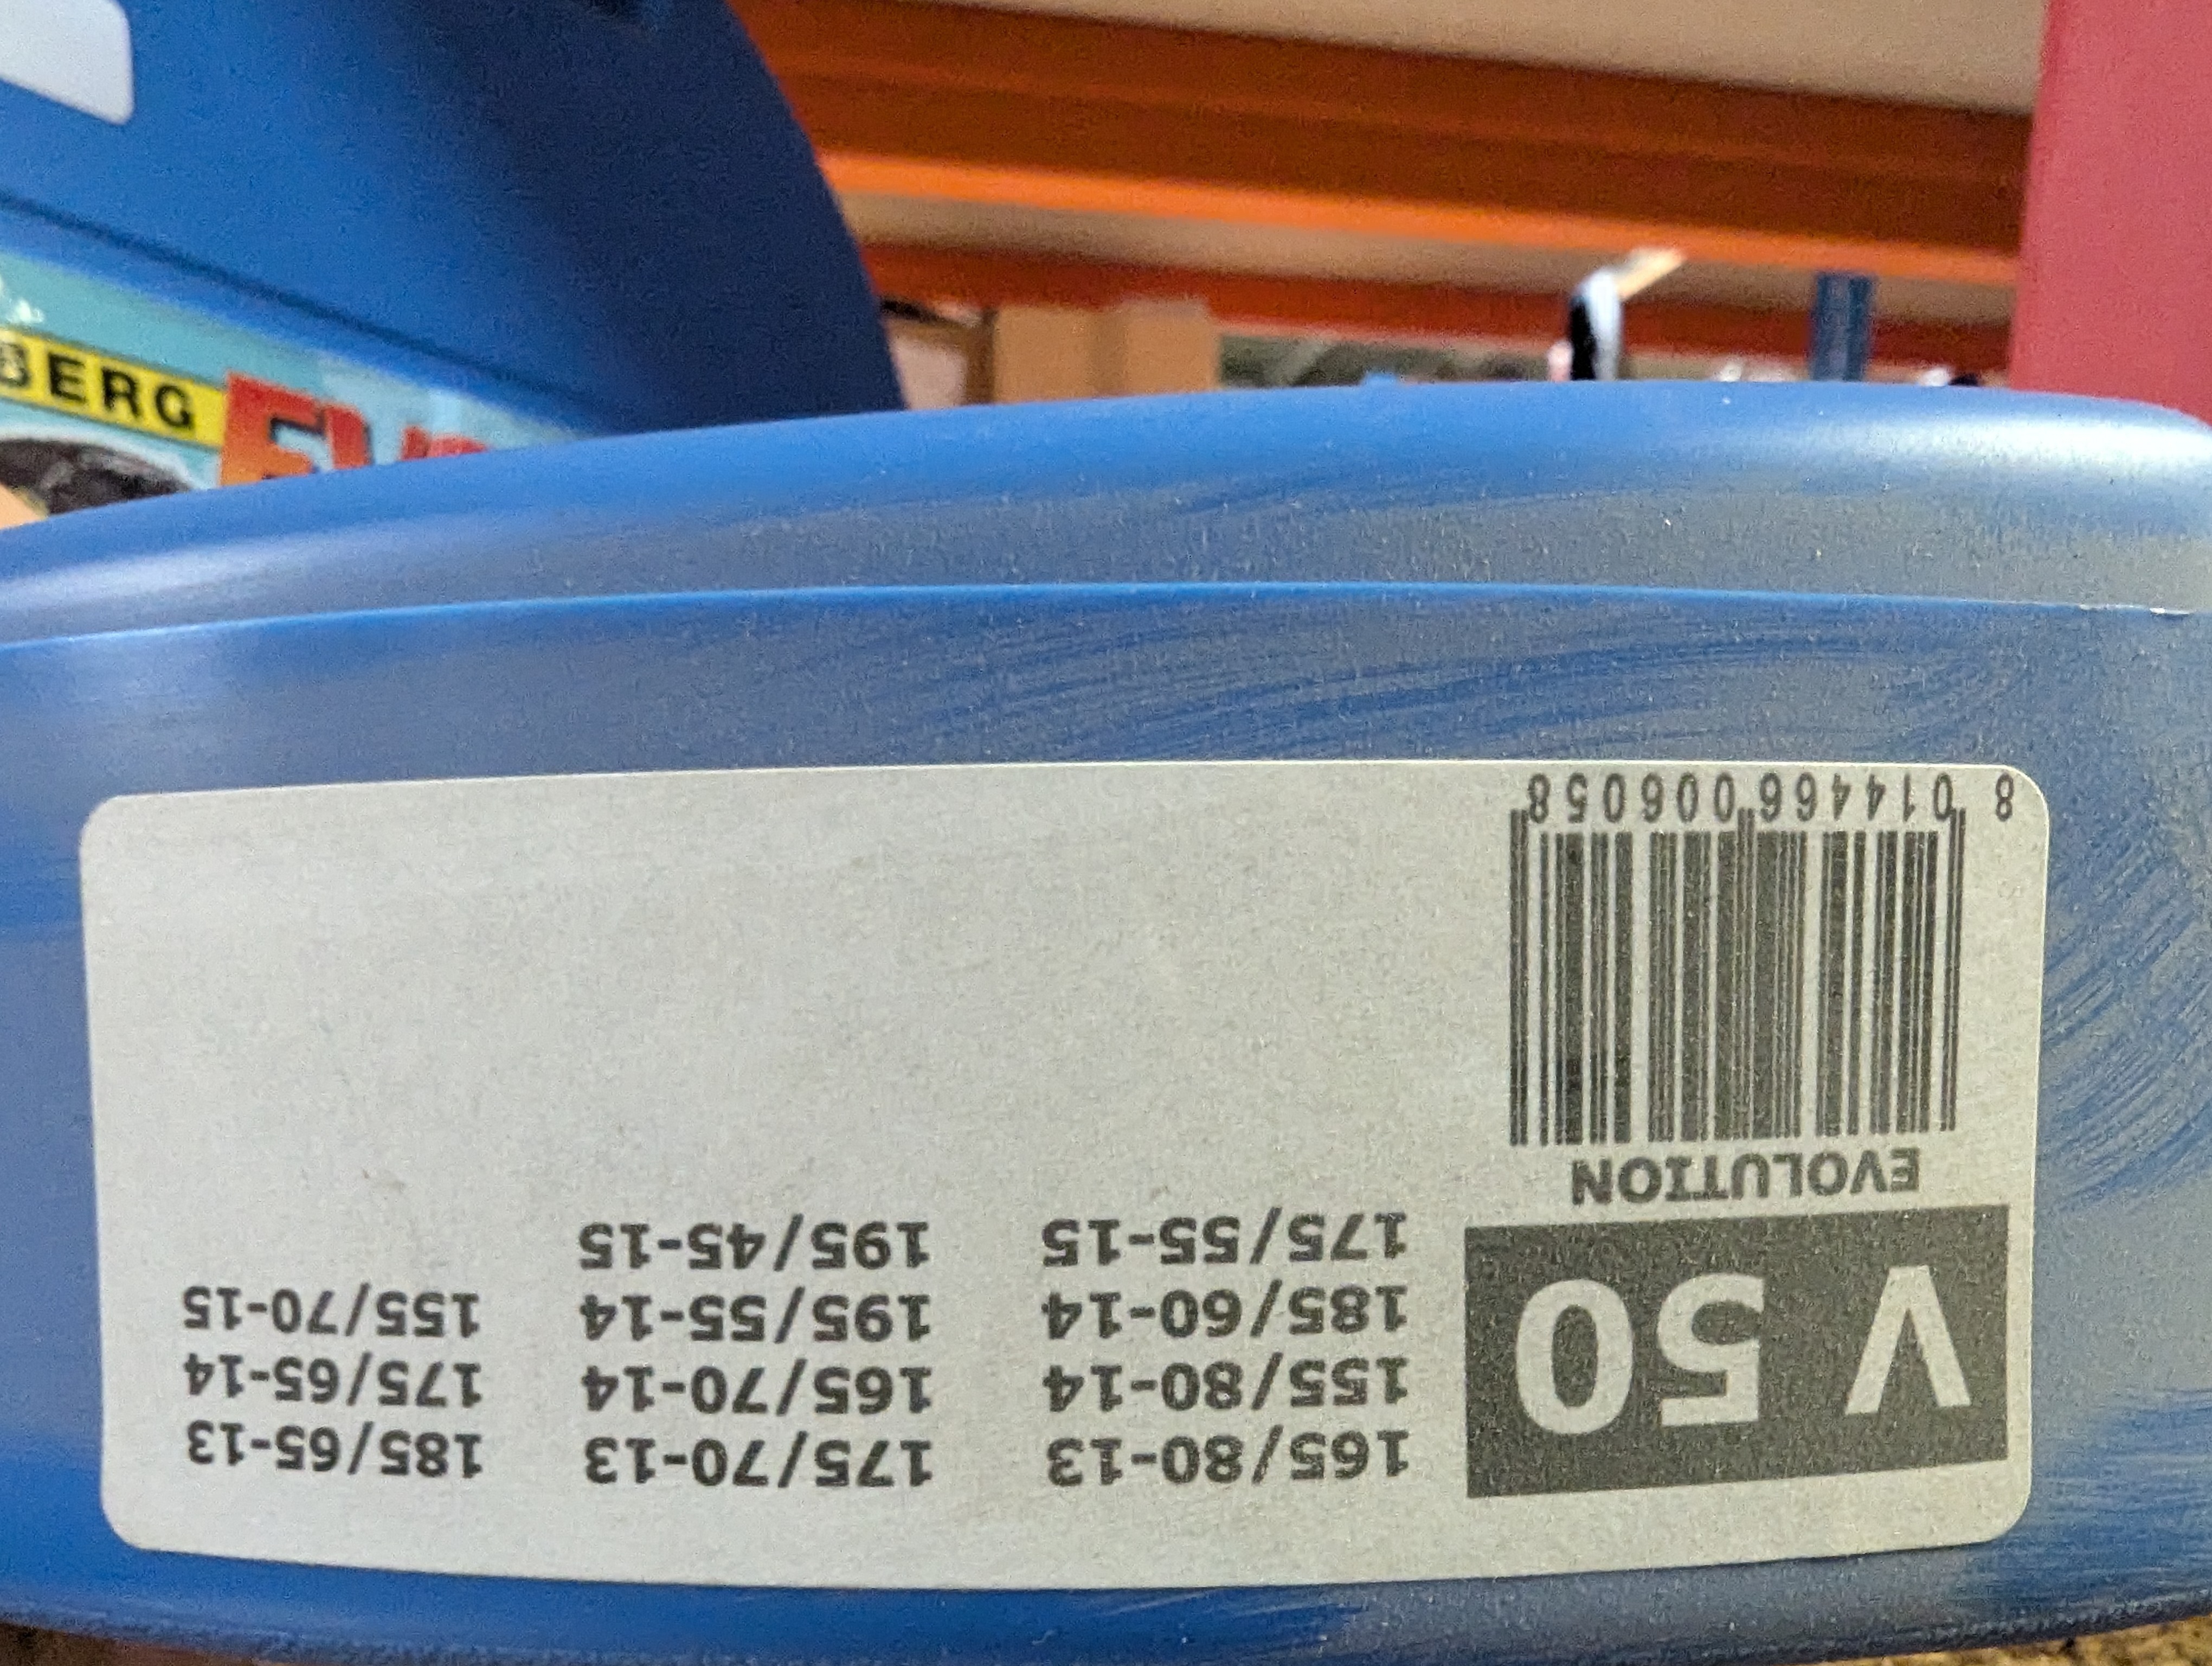 BERG
V 50
EVOLUTION
8 014466 006058
165/80-13 175/70-13 185/65-13
155/80-14 165/70-14 175/65-14
185/60-14 195/55-14 155/70-15
175/55-15 195/45-15